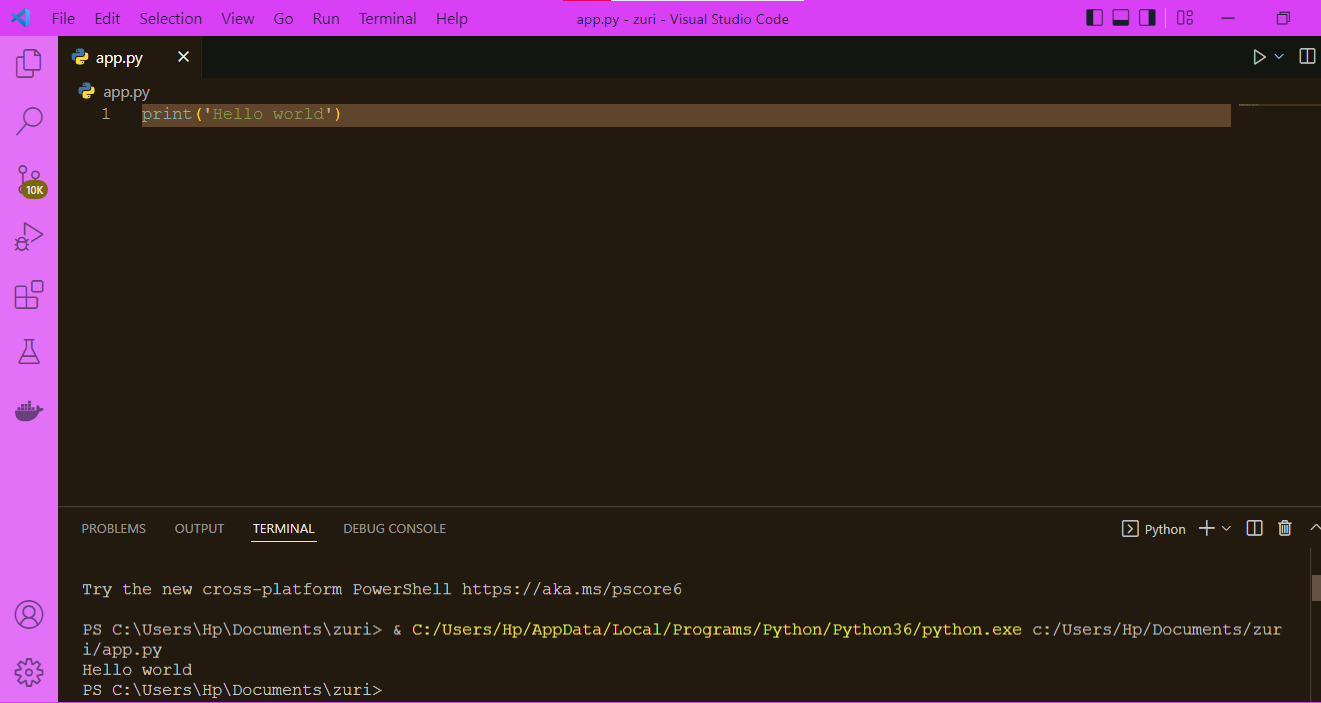 File Edit Selection View Go Run Terminal Help app.py - zuri - Visual Studio Code
app.py
app.py
1 print('Hello world')
10K
PROBLEMS OUTPUT TERMINAL DEBUG CONSOLE Python
Try the new cross-platform PowerShell https://aka.ms/pscore6
PS C:\Users\Hp\Documents\zuri> & C:/Users/Hp/AppData/Local/Programs/Python/Python36/python.exe c:/Users/Hp/Documents/zur
i/app.py
Hello world
PS C:\Users\Hp\Documents\zuri>